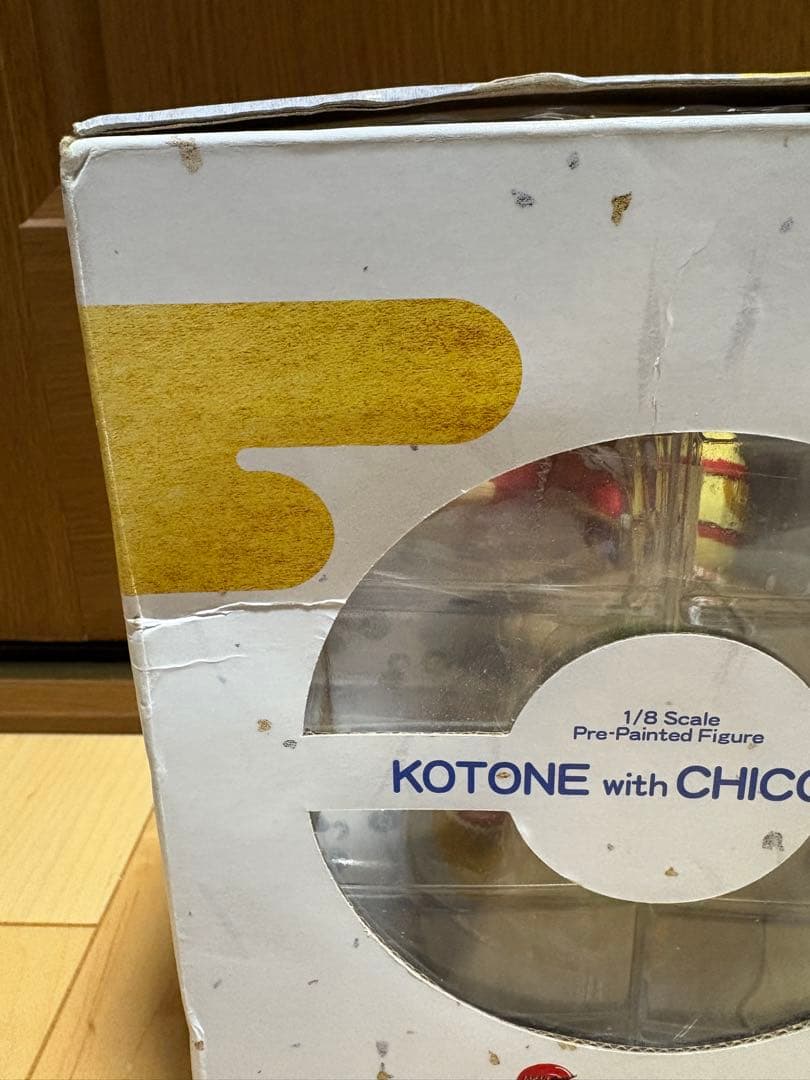 1/8 Scale
Pre-Painted Figure
KOTONE with CHICO